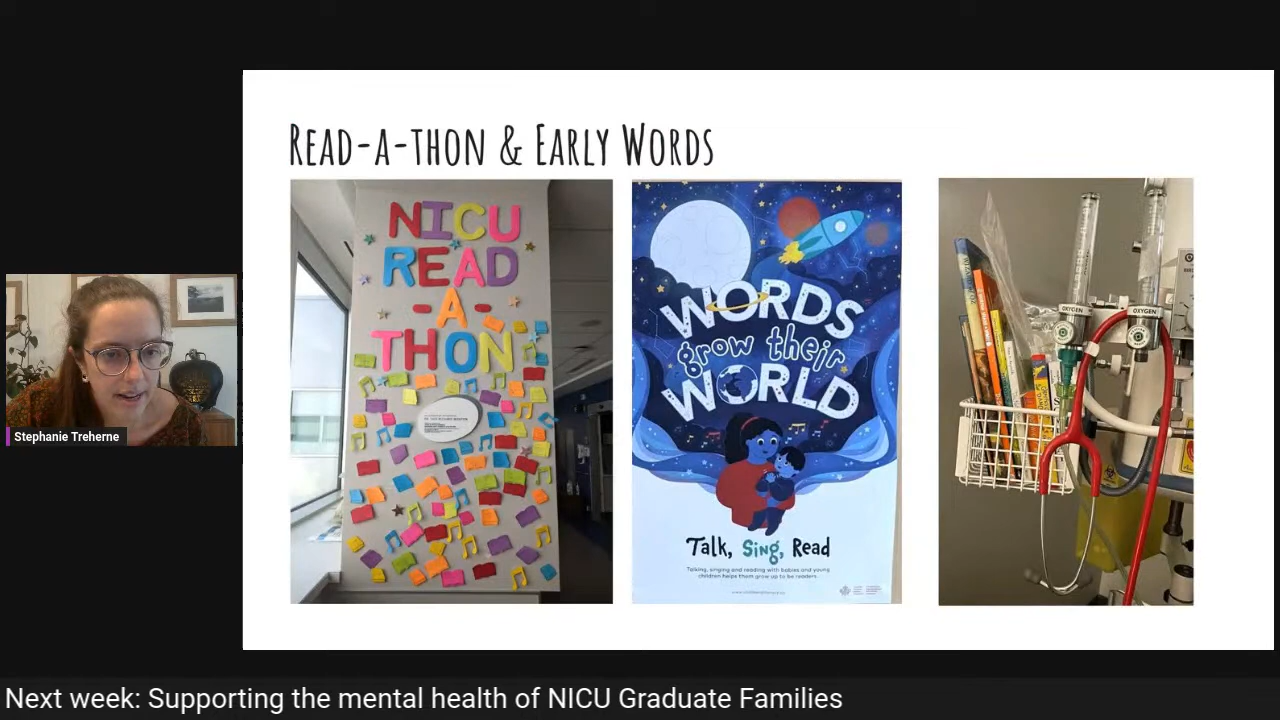 READ-A-THON & EARLY WORDS
NICU
READ
-A-
THON
WORDS
grow their
WORLD
Talk, Sing, Read
Talking, singing and reading with babies and young
children helps them grow up to be readers.
OXYGEN
OXYGEN
Stephanie Treherne
Next week: Supporting the mental health of NICU Graduate Families